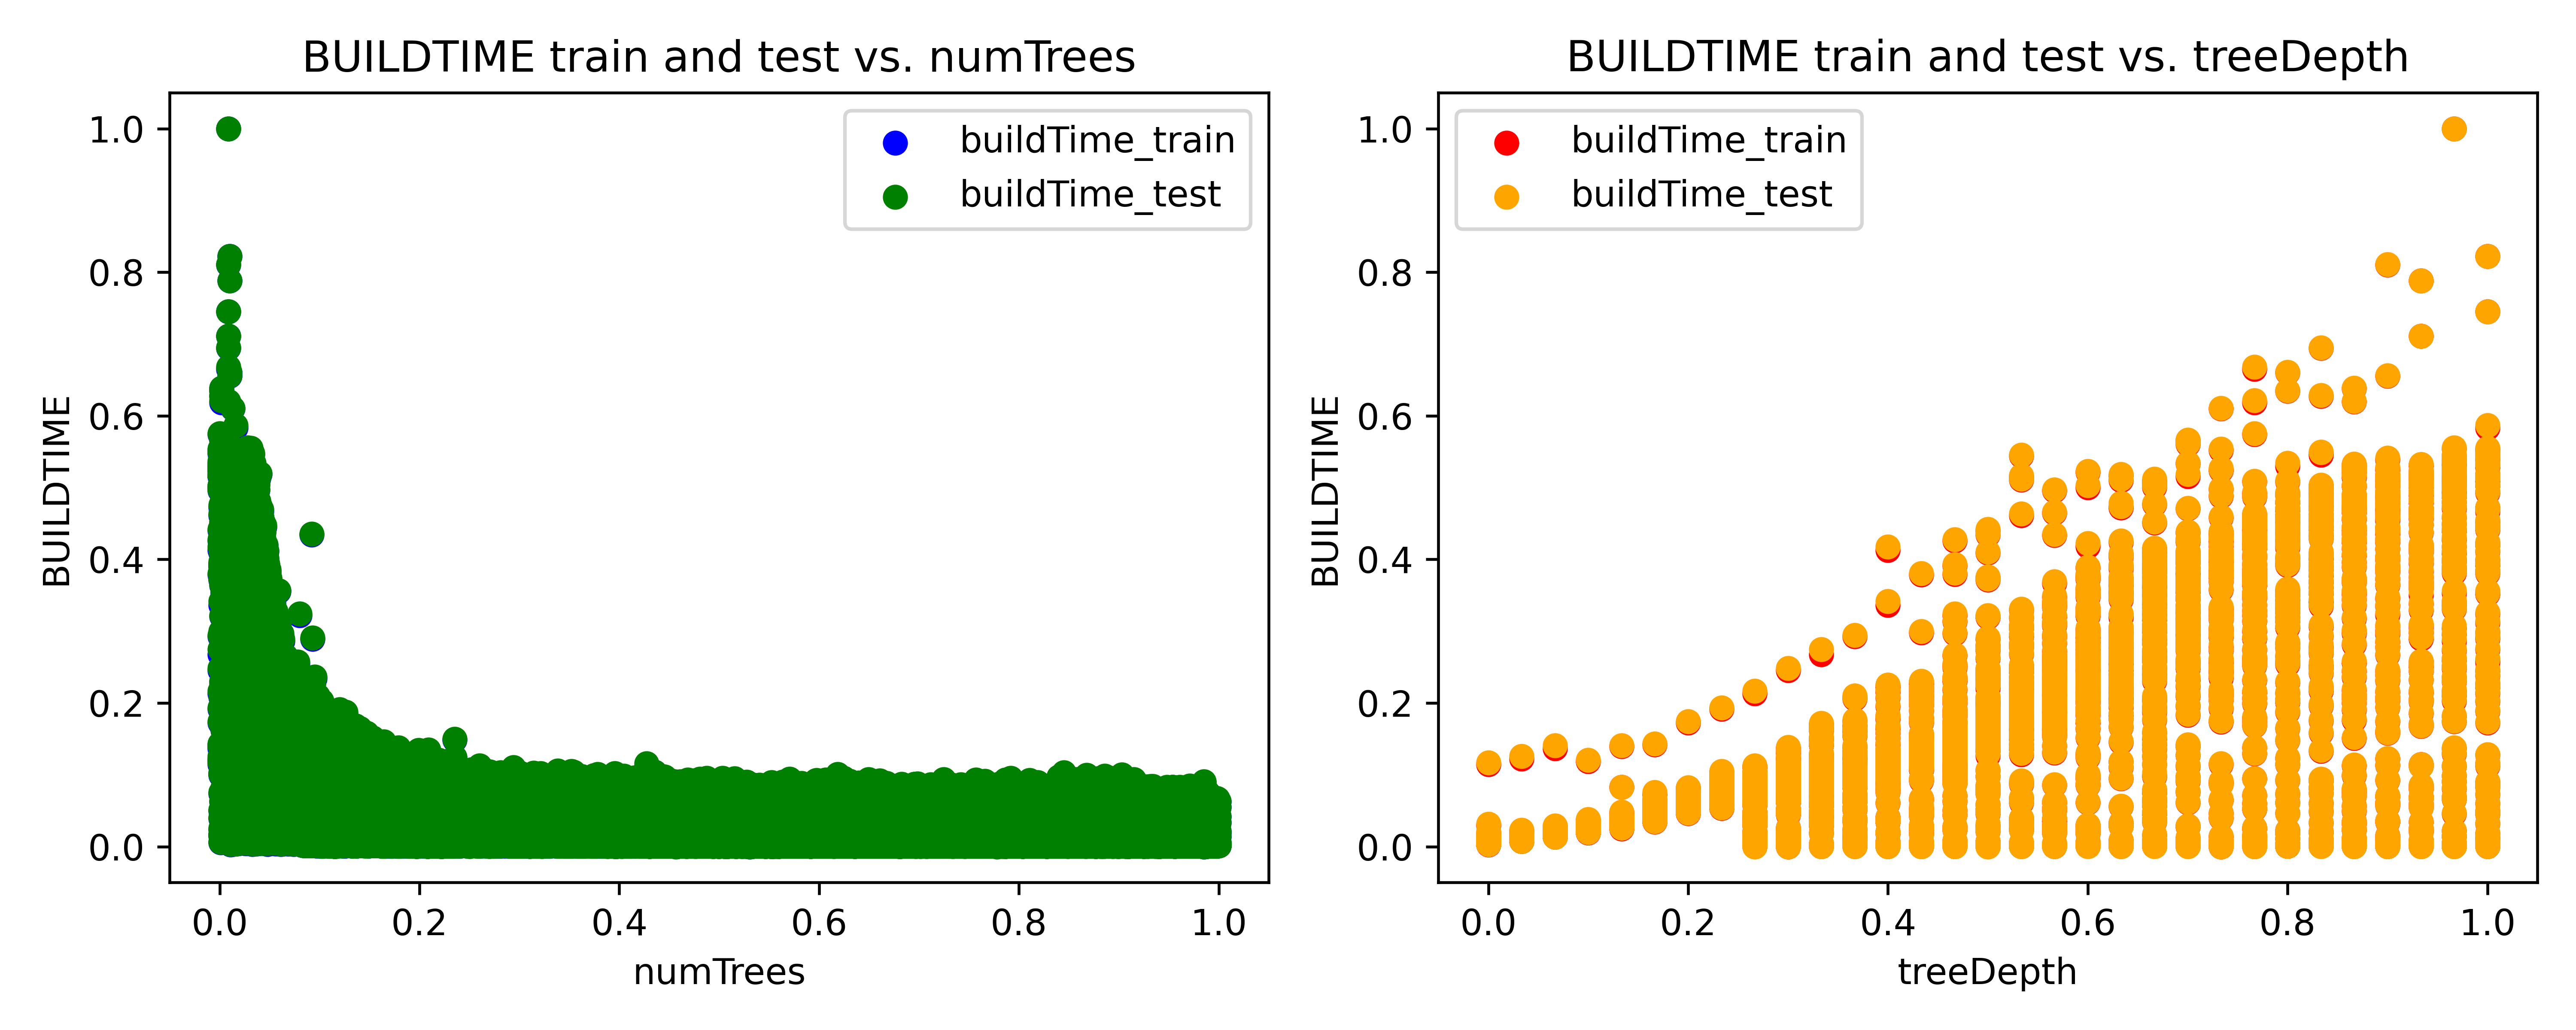 BUILDTIME train and test vs. numTrees
buildTime_train
buildTime_test
BUILDTIME
1.0
0.8
0.6
0.4
0.2
0.0
0.0 0.2 0.4 0.6 0.8 1.0
numTrees
BUILDTIME train and test vs. treeDepth
buildTime_train
buildTime_test
BUILDTIME
1.0
0.8
0.6
0.4
0.2
0.0
0.0 0.2 0.4 0.6 0.8 1.0
treeDepth